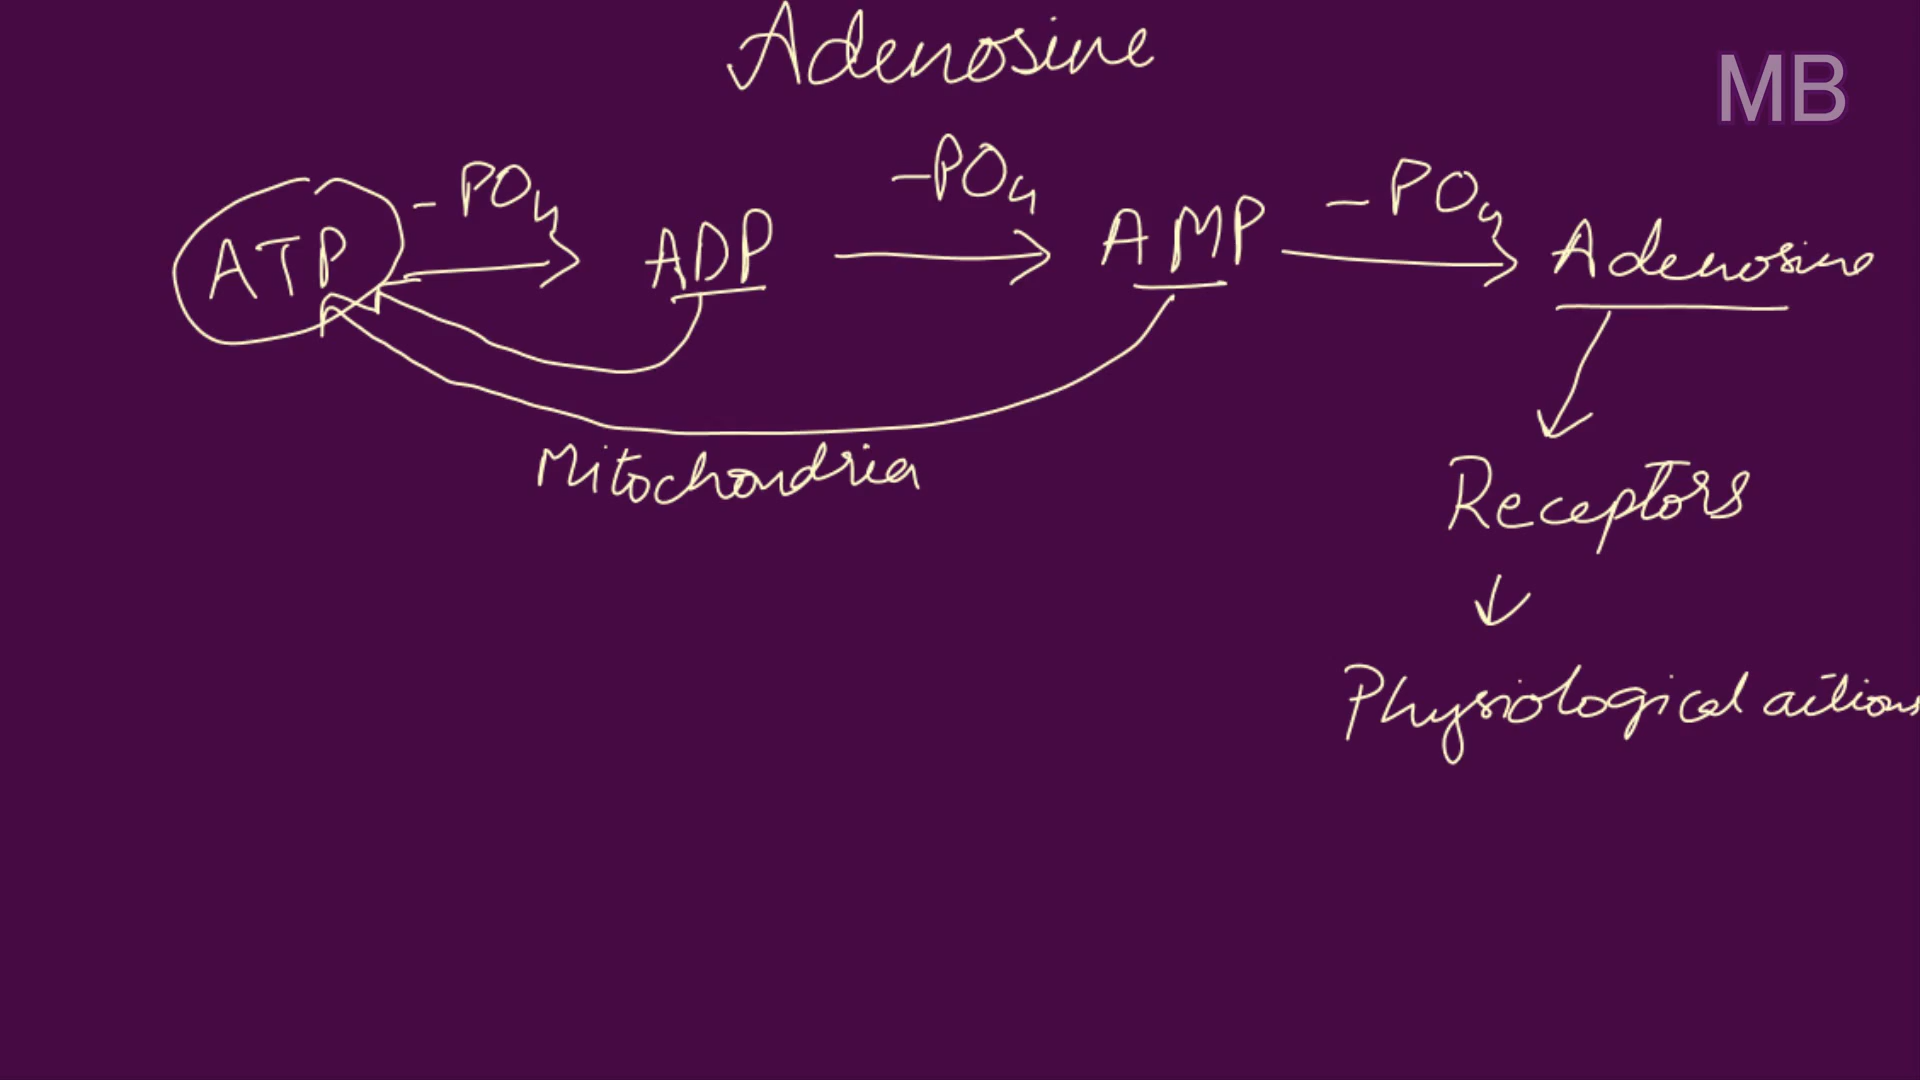 Adenosine
MB
ATP -PO4 ADP -PO4 AMP -PO4 Adenosine
Mitochondria
Receptors
Physiological actions